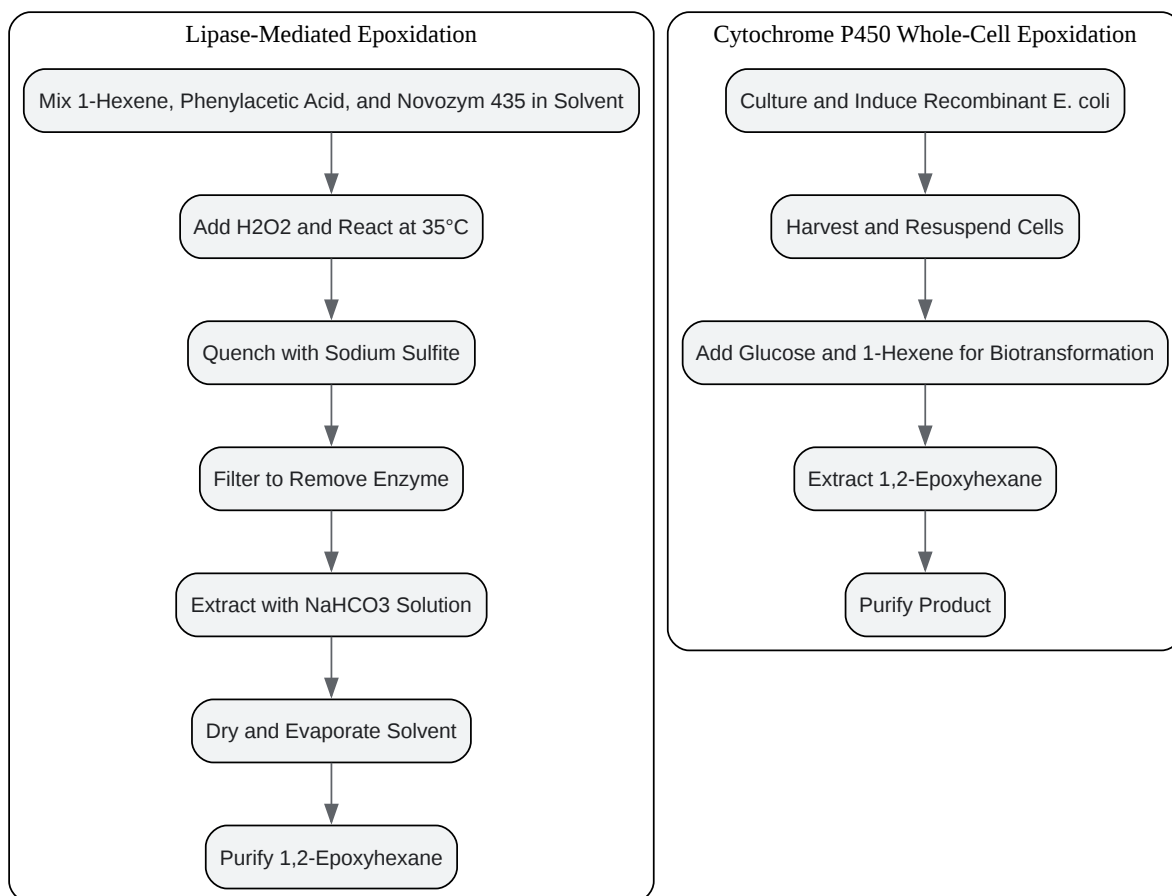 Lipase-Mediated Epoxidation
Mix 1-Hexene, Phenylacetic Acid, and Novozym 435 in Solvent
Add H2O2 and React at 35°C
Quench with Sodium Sulfite
Filter to Remove Enzyme
Extract with NaHCO3 Solution
Dry and Evaporate Solvent
Purify 1,2-Epoxyhexane
Cytochrome P450 Whole-Cell Epoxidation
Culture and Induce Recombinant E. coli
Harvest and Resuspend Cells
Add Glucose and 1-Hexene for Biotransformation
Extract 1,2-Epoxyhexane
Purify Product